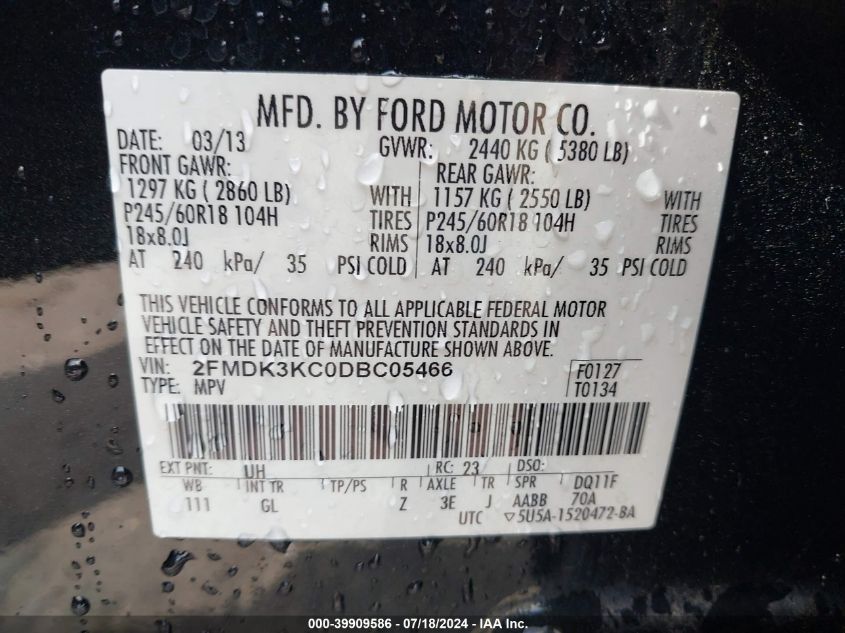 MFD. BY FORD MOTOR CO.
DATE: 03/13 GVWR: 2440 KG ( 5380 LB)
FRONT GAWR: REAR GAWR:
1297 KG ( 2860 LB) WITH 1157 KG ( 2550 LB) WITH
P245/60R18 104H TIRES P245/60R18 104H TIRES
18x8.0J RIMS 18x8.0J RIMS
AT 240 kPa/ 35 PSI COLD AT 240 kPa/ 35 PSI COLD
THIS VEHICLE CONFORMS TO ALL APPLICABLE FEDERAL MOTOR
VEHICLE SAFETY AND THEFT PREVENTION STANDARDS IN
EFFECT ON THE DATE OF MANUFACTURE SHOWN ABOVE.
VIN: 2FMDK3KC0DBC05466 F0127
TYPE: MPV T0134
EXT PNT: UH RC: 23 DSO:
WB INT TR TP/PS R AXLE TR SPR DQ11F
111 GL Z 3E J AABB 70A
UTC ▽5U5A-1520472-BA
000-39909586 / 07/18/2024 - IAA Inc.